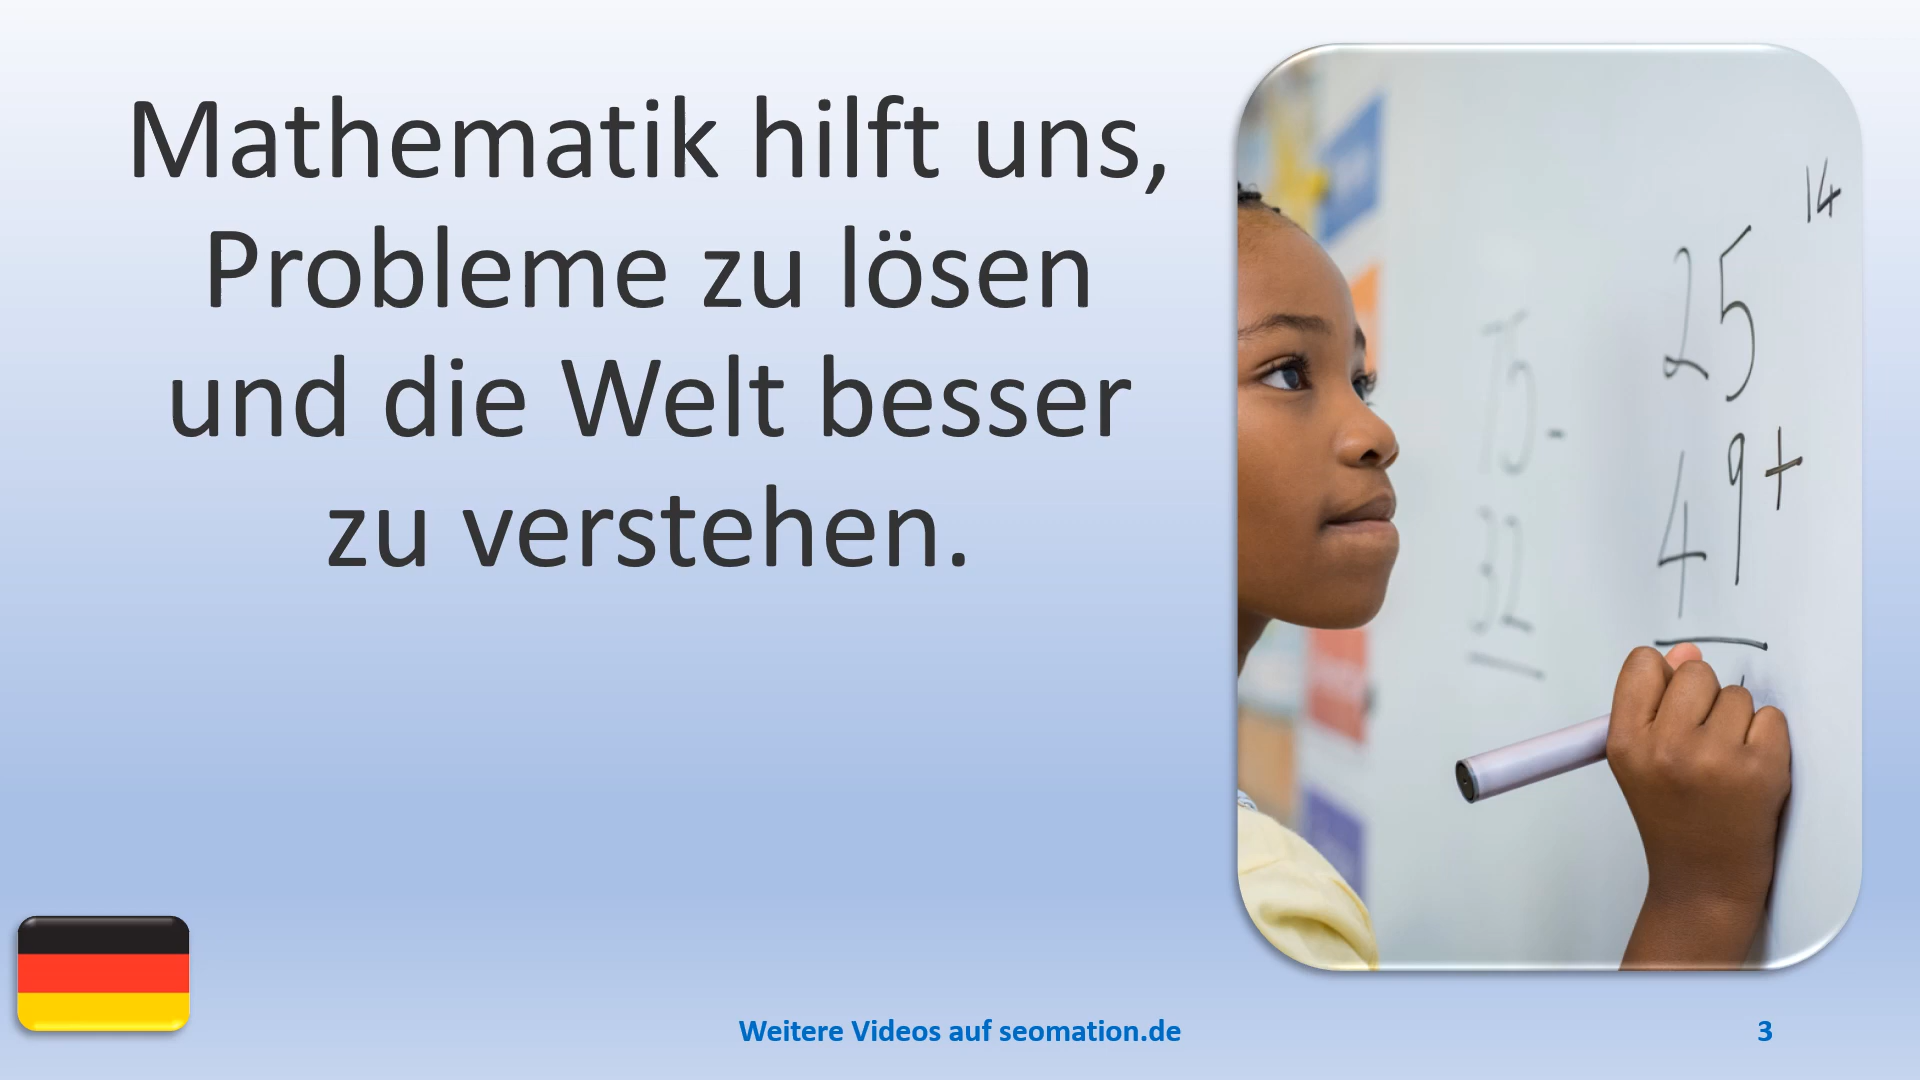 Mathematik hilft uns,
Probleme zu lösen
und die Welt besser
zu verstehen.
14
25
49+
75-
32
Weitere Videos auf seomation.de
3